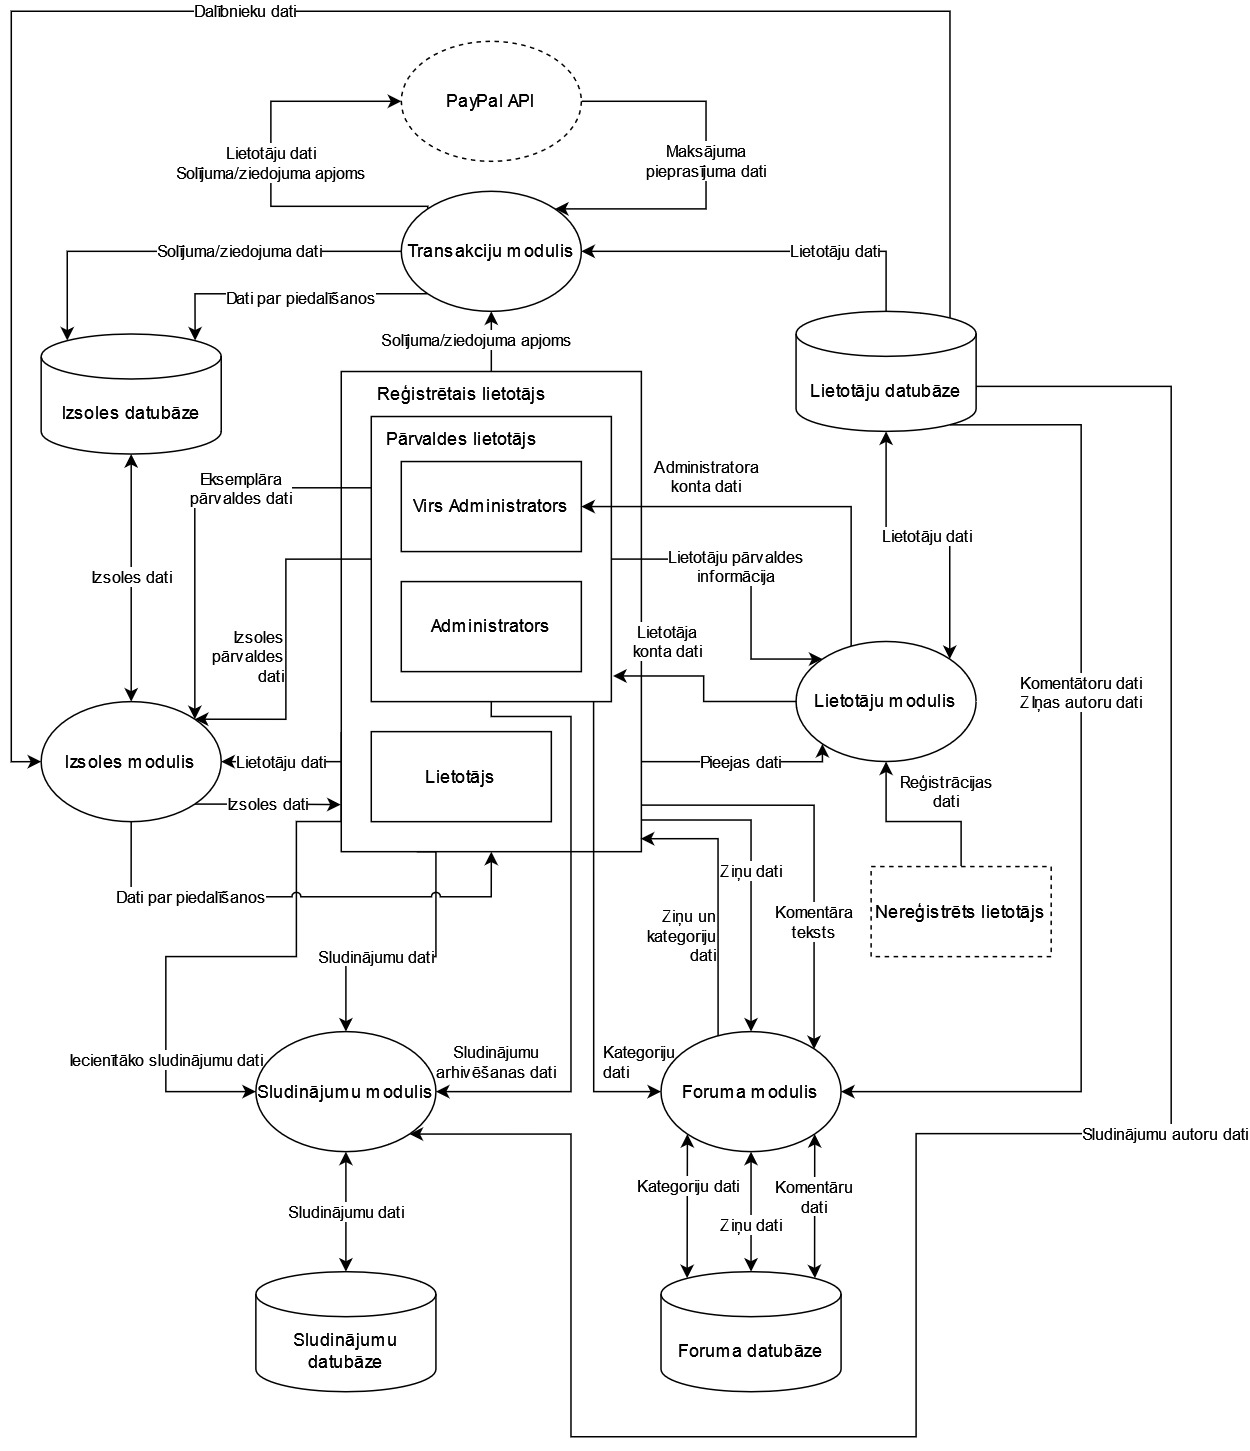 Dalībnieku dati
PayPal API
Lietotāju dati
Solījuma/ziedojuma apjoms
Maksājuma
pieprasījuma dati
Solījuma/ziedojuma dati
Transakciju modulis
Lietotāju dati
Dati par piedalīšanos
Solījuma/ziedojuma apjoms
Izsoles datubāze
Reģistrētais lietotājs
Lietotāju datubāze
Pārvaldes lietotājs
Eksemplāra
pārvaldes dati
Virs Administrators
Administratora
konta dati
Lietotāju dati
Izsoles dati
Lietotāju pārvaldes
informācija
Administrators
Izsoles
pārvaldes
dati
Lietotāja
konta dati
Lietotāju modulis
Komentātoru dati
ZIņas autoru dati
Izsoles modulis
Lietotāju dati
Lietotājs
Pieejas dati
Izsoles dati
Reģistrācijas
dati
Dati par piedalīšanos
Ziņu dati
Ziņu un
kategoriju
dati
Komentāra
teksts
Nereģistrēts lietotājs
Sludinājumu dati
Iecienītāko sludinājumu dati
Sludinājumu
arhivēšanas dati
Kategoriju
dati
Sludinājumu modulis
Foruma modulis
Sludinājumu autoru dati
Sludinājumu dati
Kategoriju dati
Ziņu dati
Komentāru
dati
Sludinājumu
datubāze
Foruma datubāze